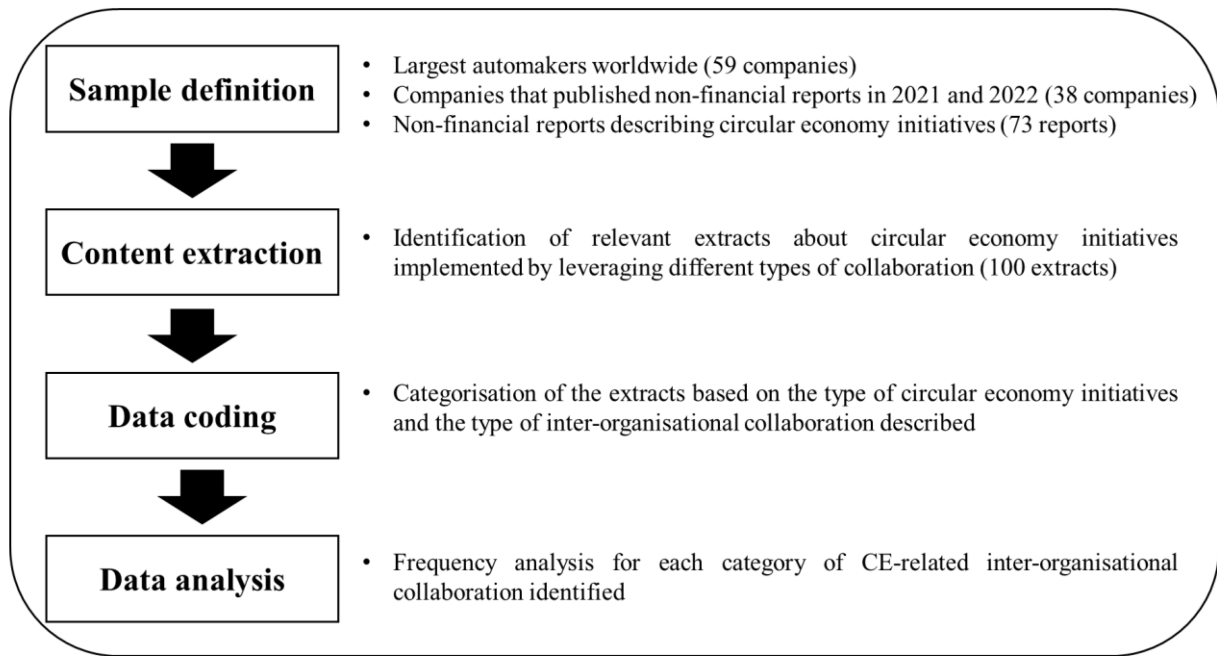 Sample definition
• Largest automakers worldwide (59 companies)
• Companies that published non-financial reports in 2021 and 2022 (38 companies)
• Non-financial reports describing circular economy initiatives (73 reports)
Content extraction
• Identification of relevant extracts about circular economy initiatives
implemented by leveraging different types of collaboration (100 extracts)
Data coding
• Categorisation of the extracts based on the type of circular economy initiatives
and the type of inter-organisational collaboration described
Data analysis
• Frequency analysis for each category of CE-related inter-organisational
collaboration identified